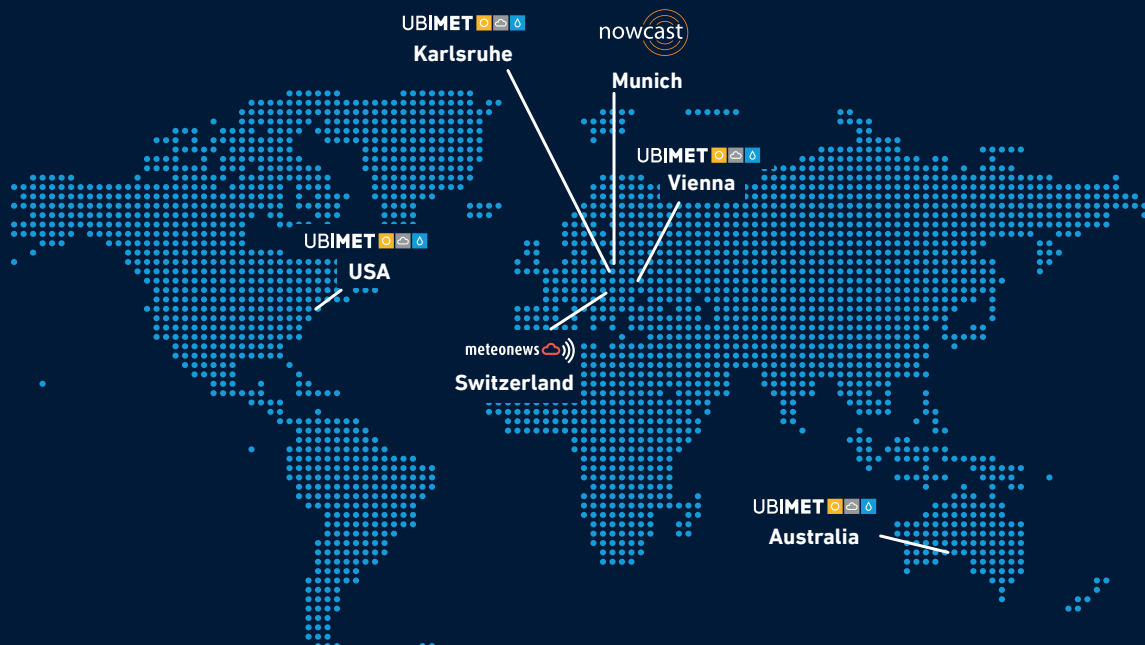 UBIMET
Karlsruhe
nowcast
Munich
UBIMET
Vienna
UBIMET
USA
meteonews
Switzerland
UBIMET
Australia